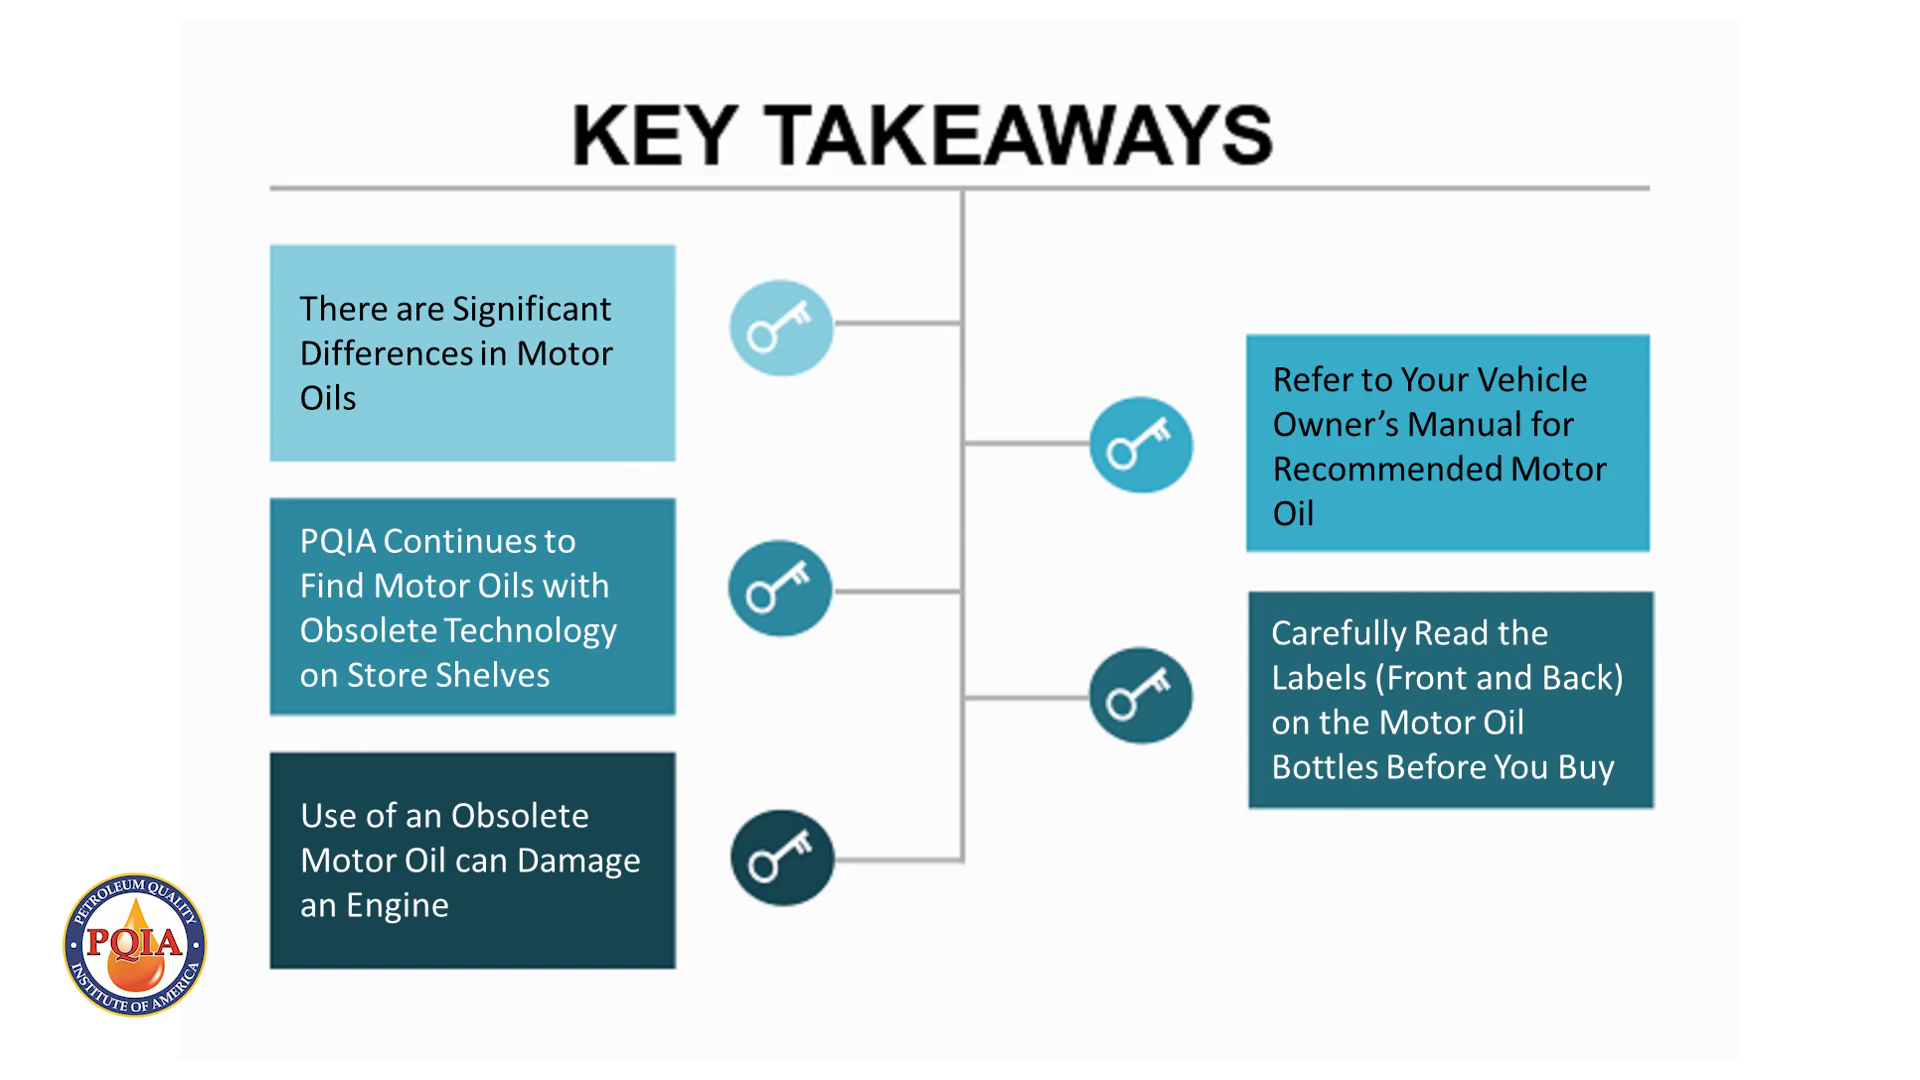 KEY TAKEAWAYS
There are Significant
Differences in Motor
Oils
Refer to Your Vehicle
Owner’s Manual for
Recommended Motor
Oil
PQIA Continues to
Find Motor Oils with
Obsolete Technology
on Store Shelves
Carefully Read the
Labels (Front and Back)
on the Motor Oil
Bottles Before You Buy
Use of an Obsolete
Motor Oil can Damage
an Engine
PETROLEUM QUALITY
PQIA
INSTITUTE OF AMERICA